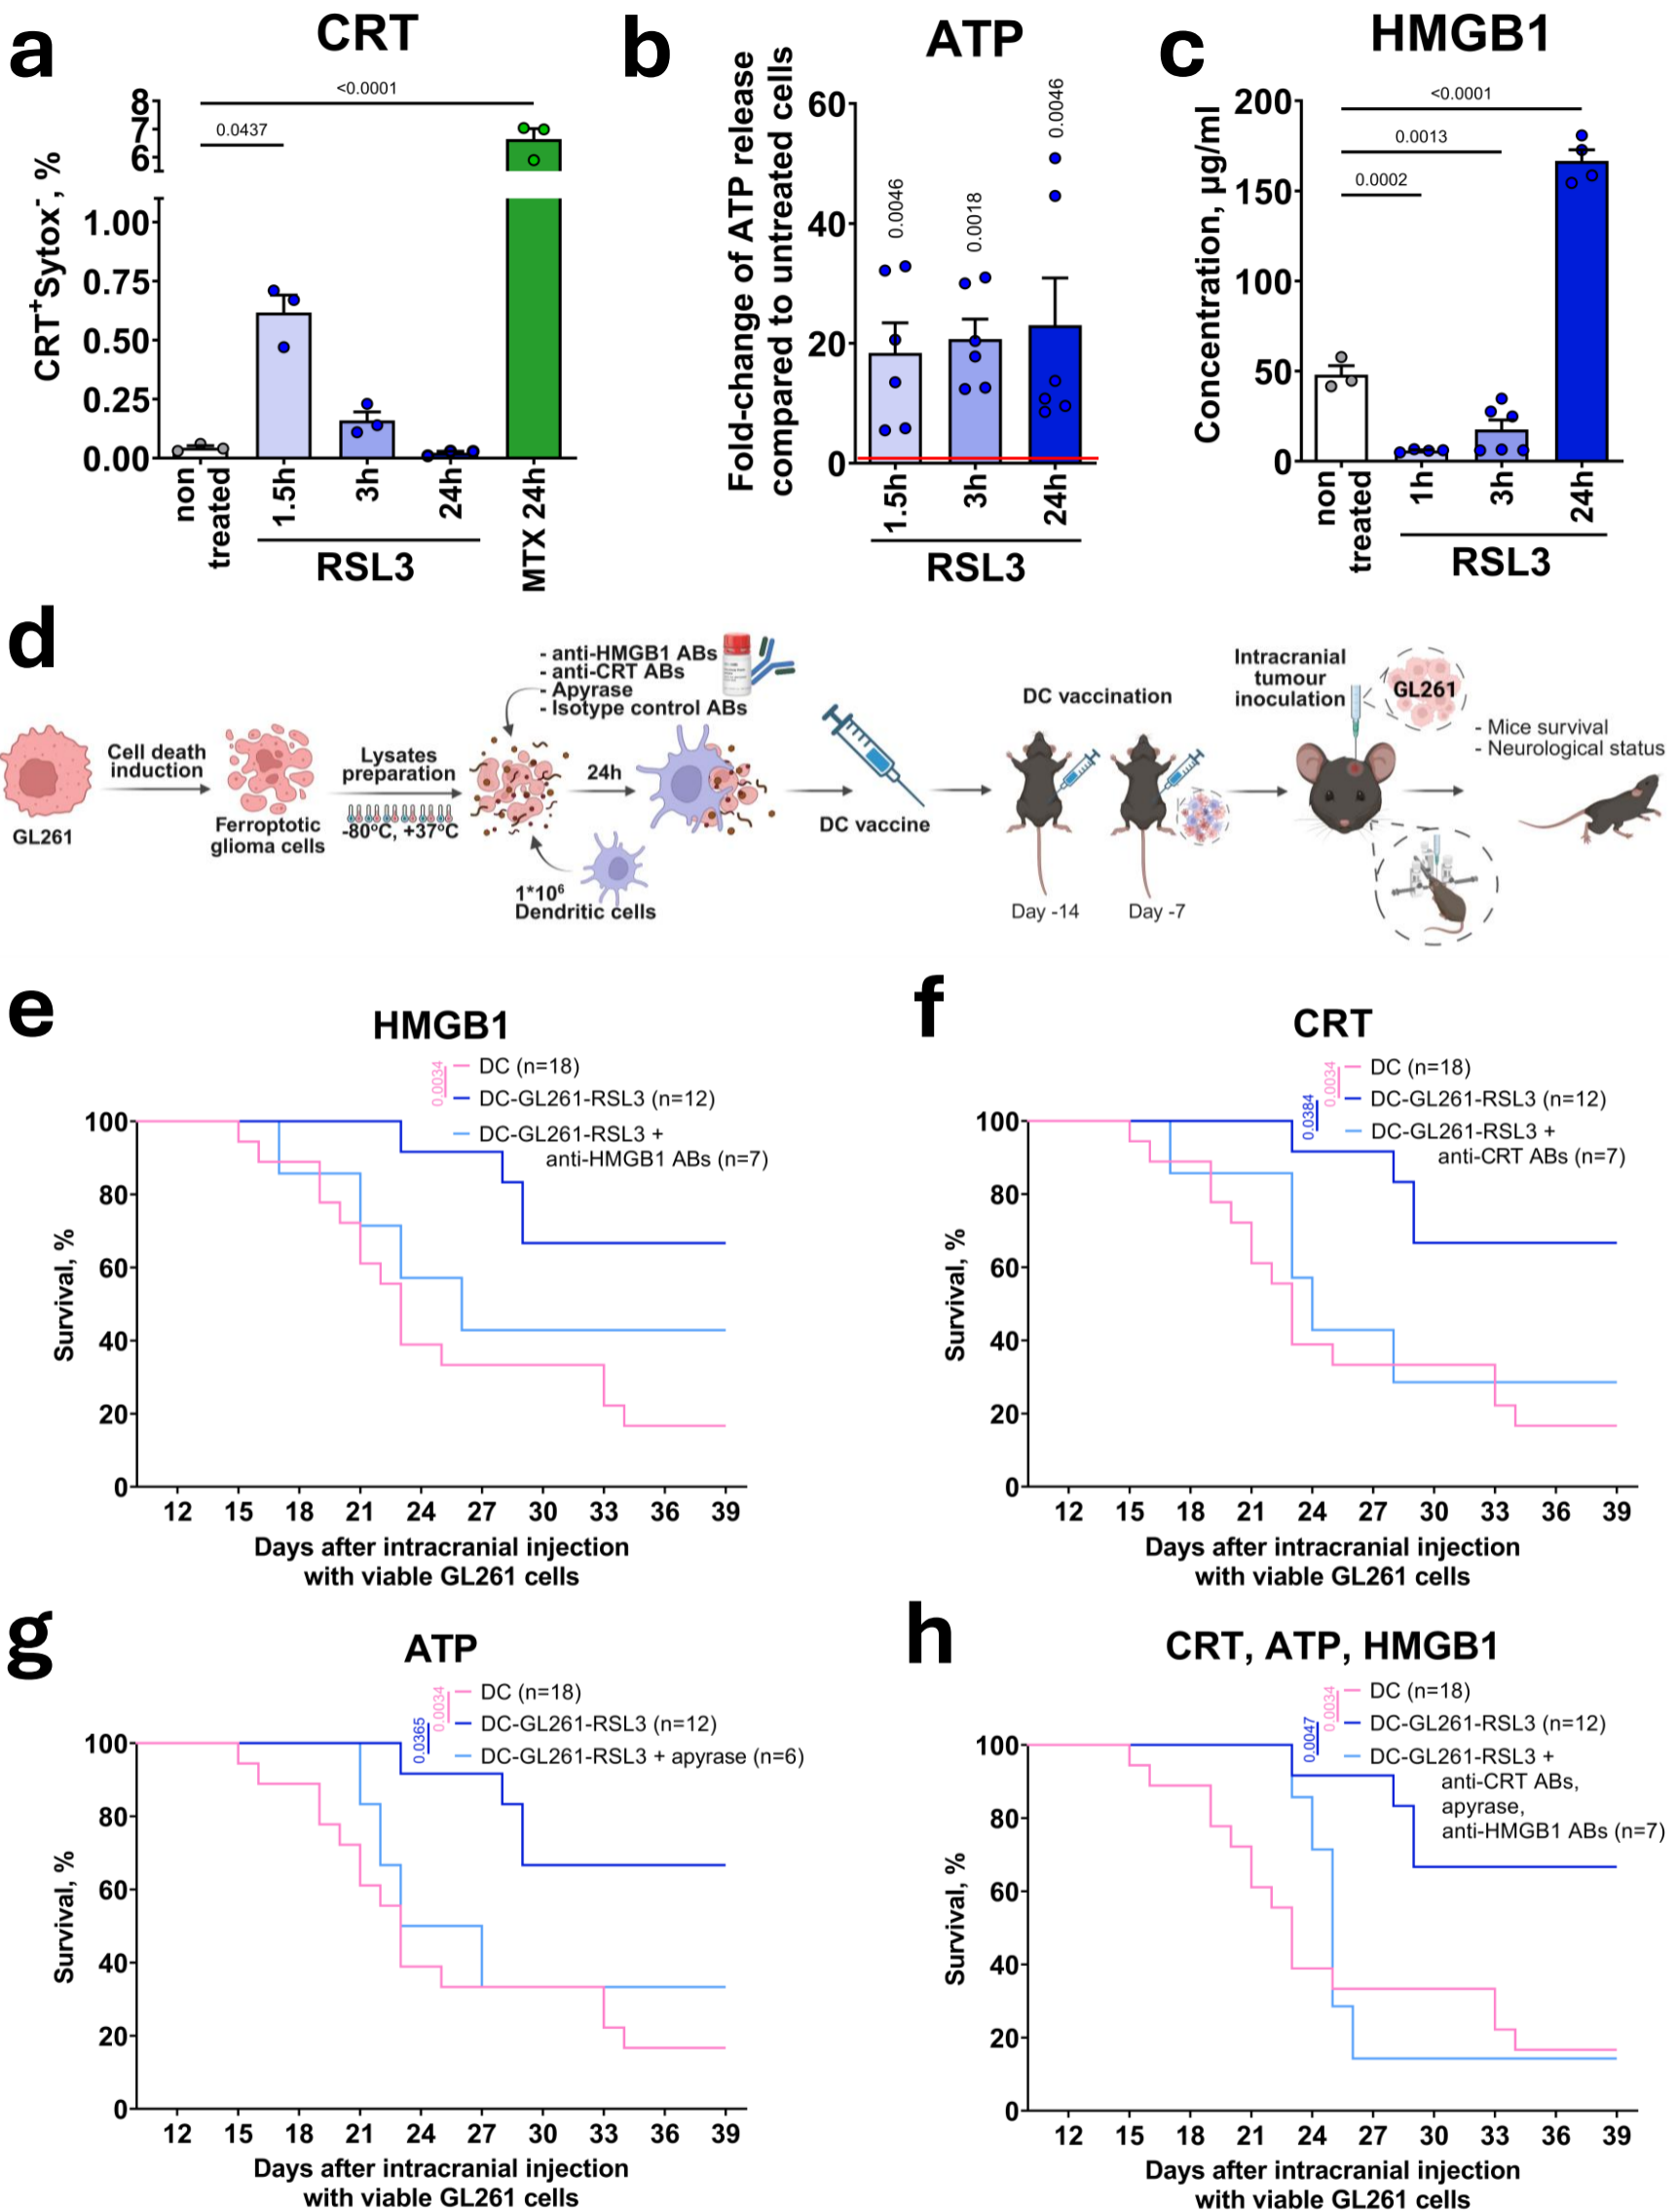 a
CRT
CRT+Sytox-, %
8
7
6
1.00
0.75
0.50
0.25
0.00
<0.0001
0.0437
non
treated
1.5h
3h
24h
MTX 24h
RSL3
b
ATP
Fold-change of ATP release
compared to untreated cells
60
40
20
0
0.0046
0.0018
0.0046
1.5h
3h
24h
RSL3
c
HMGB1
Concentration, µg/ml
200
150
100
50
0
<0.0001
0.0013
0.0002
non
treated
1h
3h
24h
RSL3
d
GL261
Cell death
induction
Ferroptotic
glioma cells
Lysates
preparation
-80ºC, +37ºC
- anti-HMGB1 ABs
- anti-CRT ABs
- Apyrase
- Isotype control ABs
24h
1*10⁶
Dendritic cells
DC vaccine
DC vaccination
Day -14
Day -7
Intracranial
tumour
inoculation
GL261
- Mice survival
- Neurological status
e
HMGB1
0.0034
DC (n=18)
DC-GL261-RSL3 (n=12)
DC-GL261-RSL3 +
anti-HMGB1 ABs (n=7)
Survival, %
100
80
60
40
20
0
12 15 18 21 24 27 30 33 36 39
Days after intracranial injection
with viable GL261 cells
f
CRT
0.0034
0.0384
DC (n=18)
DC-GL261-RSL3 (n=12)
DC-GL261-RSL3 +
anti-CRT ABs (n=7)
Survival, %
100
80
60
40
20
0
12 15 18 21 24 27 30 33 36 39
Days after intracranial injection
with viable GL261 cells
g
ATP
0.0034
0.0365
DC (n=18)
DC-GL261-RSL3 (n=12)
DC-GL261-RSL3 + apyrase (n=6)
Survival, %
100
80
60
40
20
0
12 15 18 21 24 27 30 33 36 39
Days after intracranial injection
with viable GL261 cells
h
CRT, ATP, HMGB1
0.0034
0.0047
DC (n=18)
DC-GL261-RSL3 (n=12)
DC-GL261-RSL3 +
anti-CRT ABs,
apyrase,
anti-HMGB1 ABs (n=7)
Survival, %
100
80
60
40
20
0
12 15 18 21 24 27 30 33 36 39
Days after intracranial injection
with viable GL261 cells